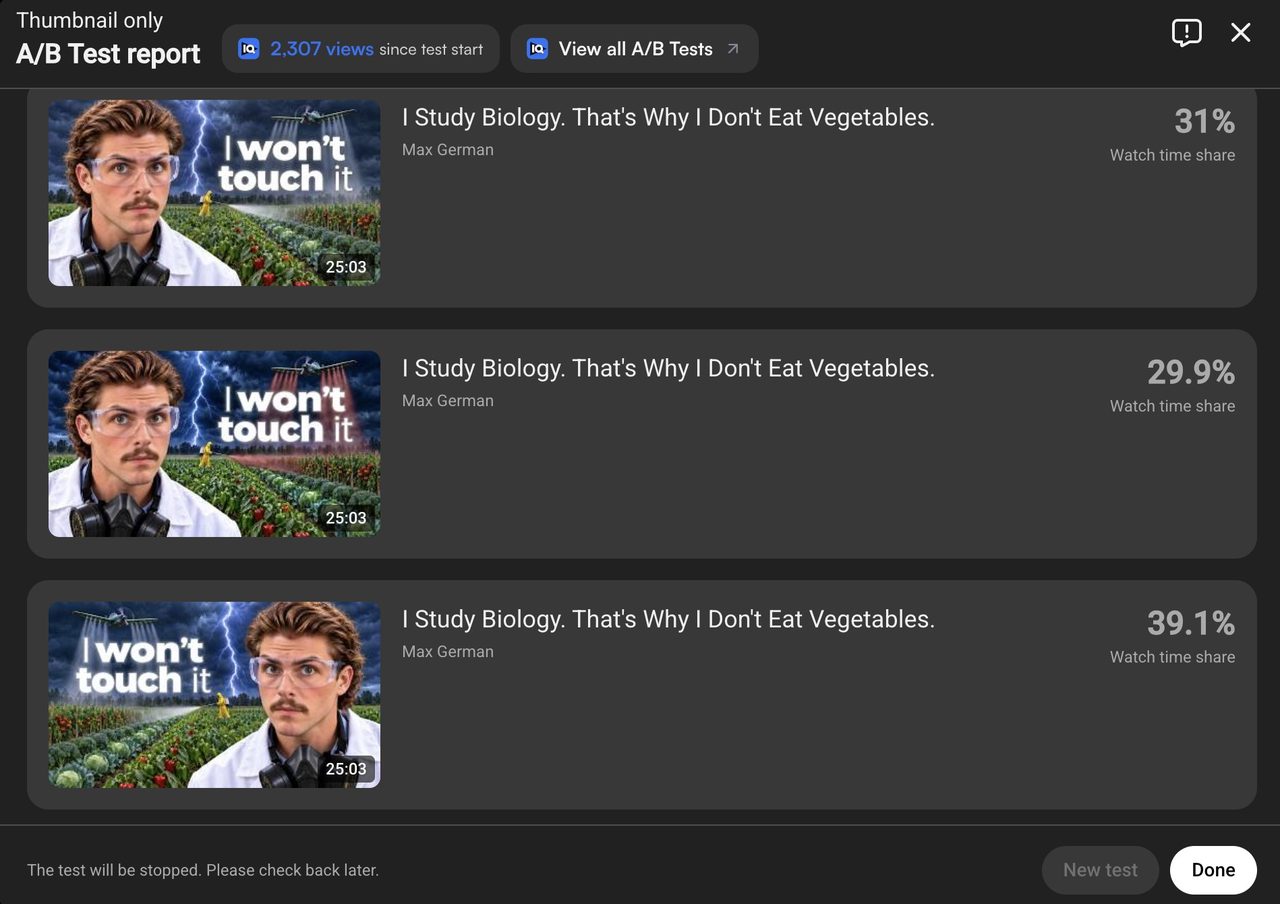 Thumbnail only
A/B Test report
IQ 2,307 views since test start
IQ View all A/B Tests
I won't
touch it
25:03
I Study Biology. That's Why I Don't Eat Vegetables.
Max German
31%
Watch time share
I won't
touch it
25:03
I Study Biology. That's Why I Don't Eat Vegetables.
Max German
29.9%
Watch time share
I won't
touch it
25:03
I Study Biology. That's Why I Don't Eat Vegetables.
Max German
39.1%
Watch time share
The test will be stopped. Please check back later.
New test
Done